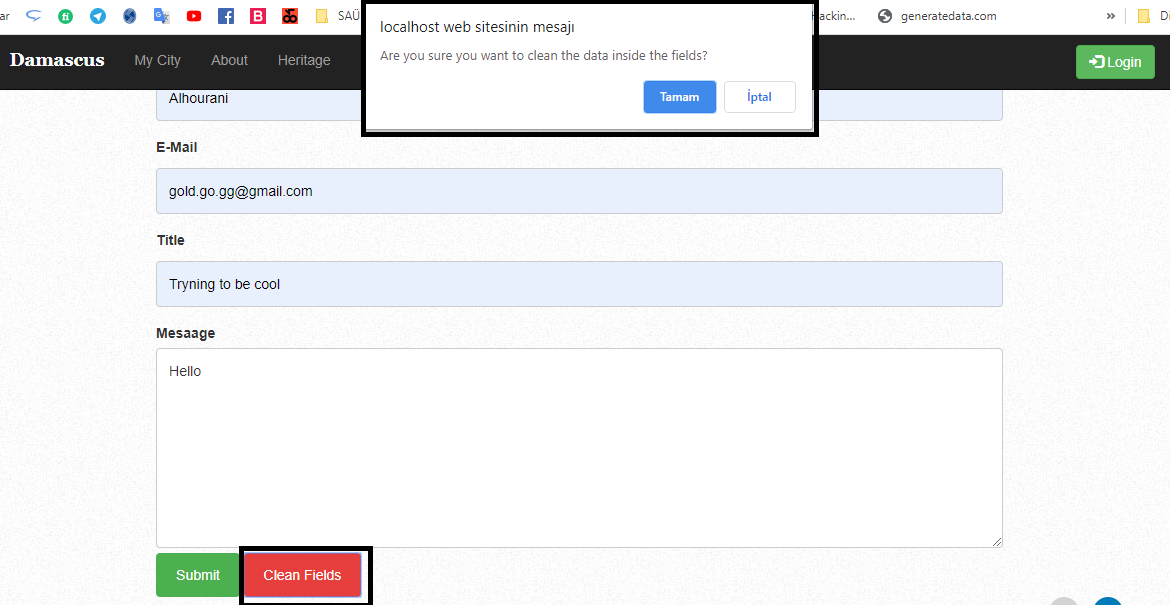 ar
SAÜ
Hackin...
generatedata.com
»
localhost web sitesinin mesajı
Are you sure you want to clean the data inside the fields?
Tamam
İptal
Damascus
My City
About
Heritage
Login
Alhourani
E-Mail
gold.go.gg@gmail.com
Title
Tryning to be cool
Mesaage
Hello
Submit
Clean Fields